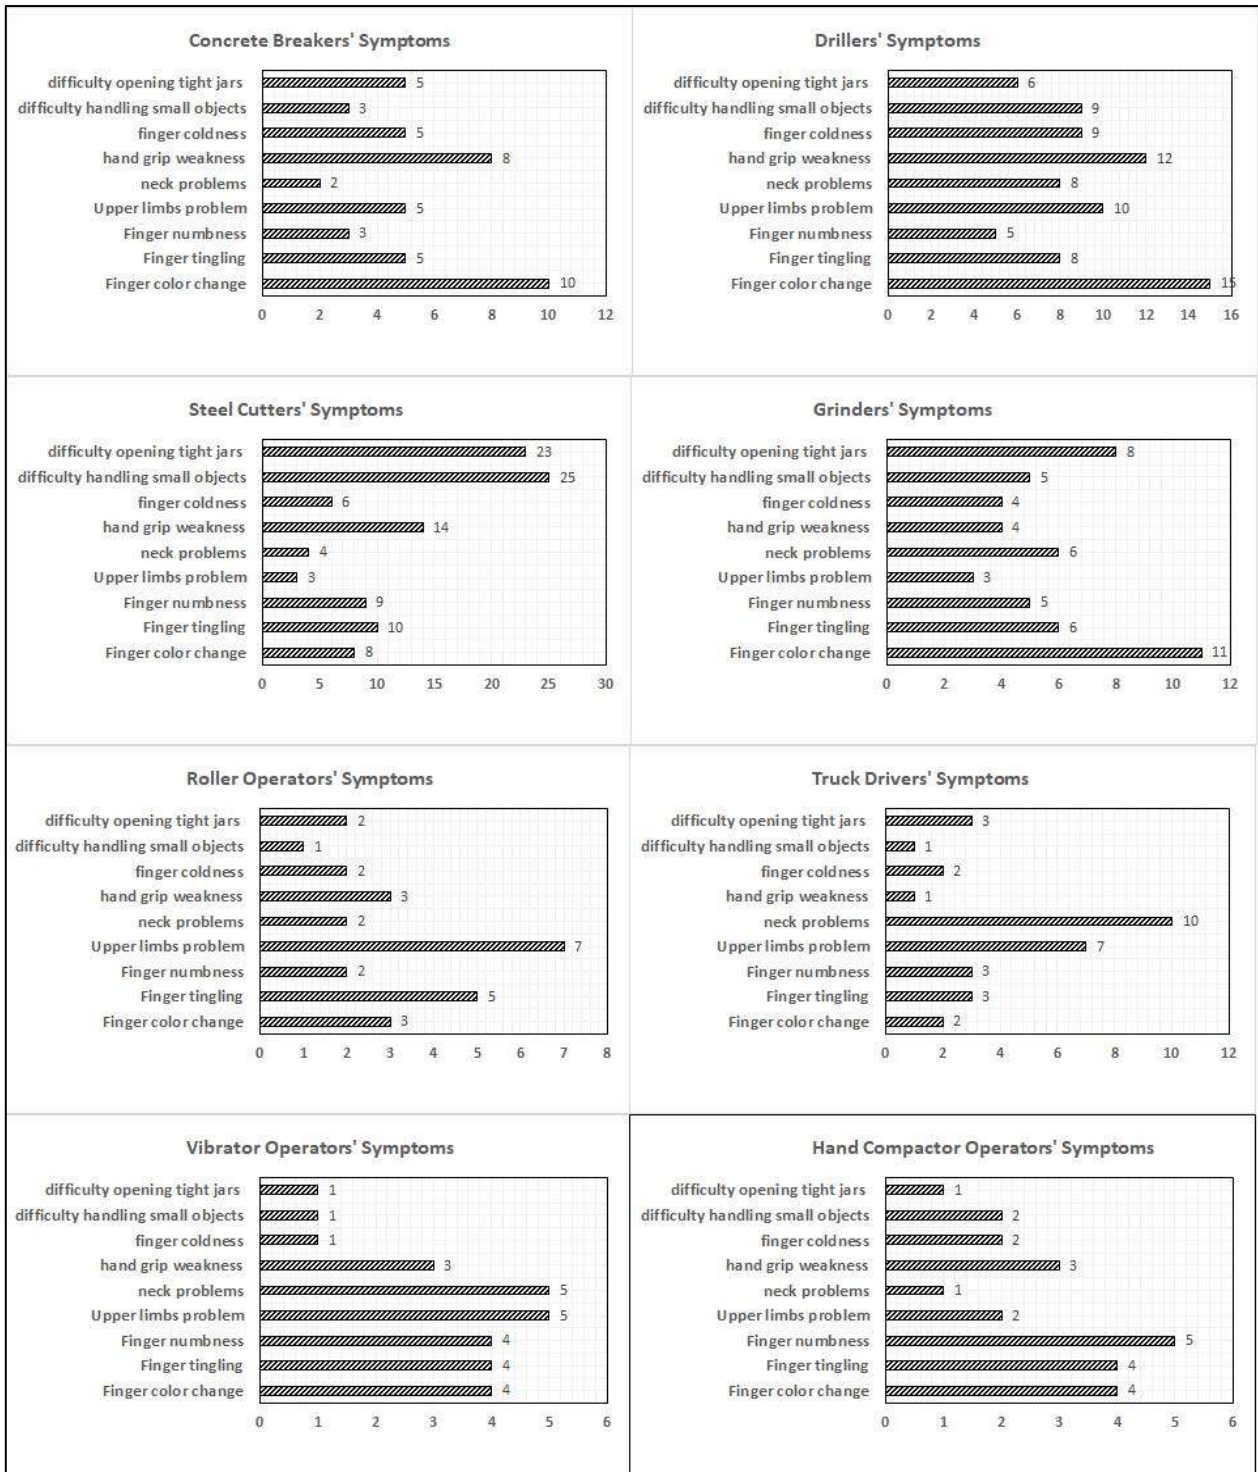 Concrete Breakers' Symptoms
difficulty opening tight jars 5
difficulty handling small objects 3
finger coldness 5
hand grip weakness 8
neck problems 2
Upper limbs problem 5
Finger numbness 3
Finger tingling 5
Finger color change 10
0 2 4 6 8 10 12
Drillers' Symptoms
difficulty opening tight jars 6
difficulty handling small objects 9
finger coldness 9
hand grip weakness 12
neck problems 8
Upper limbs problem 10
Finger numbness 5
Finger tingling 8
Finger color change 15
0 2 4 6 8 10 12 14 16
Steel Cutters' Symptoms
difficulty opening tight jars 23
difficulty handling small objects 25
finger coldness 6
hand grip weakness 14
neck problems 4
Upper limbs problem 3
Finger numbness 9
Finger tingling 10
Finger color change 8
0 5 10 15 20 25 30
Grinders' Symptoms
difficulty opening tight jars 8
difficulty handling small objects 5
finger coldness 4
hand grip weakness 4
neck problems 6
Upper limbs problem 3
Finger numbness 5
Finger tingling 6
Finger color change 11
0 2 4 6 8 10 12
Roller Operators' Symptoms
difficulty opening tight jars 2
difficulty handling small objects 1
finger coldness 2
hand grip weakness 3
neck problems 2
Upper limbs problem 7
Finger numbness 2
Finger tingling 5
Finger color change 3
0 1 2 3 4 5 6 7 8
Truck Drivers' Symptoms
difficulty opening tight jars 3
difficulty handling small objects 1
finger coldness 2
hand grip weakness 1
neck problems 10
Upper limbs problem 7
Finger numbness 3
Finger tingling 3
Finger color change 2
0 2 4 6 8 10 12
Vibrator Operators' Symptoms
difficulty opening tight jars 1
difficulty handling small objects 1
finger coldness 1
hand grip weakness 3
neck problems 5
Upper limbs problem 5
Finger numbness 4
Finger tingling 4
Finger color change 4
0 1 2 3 4 5 6
Hand Compactor Operators' Symptoms
difficulty opening tight jars 1
difficulty handling small objects 2
finger coldness 2
hand grip weakness 3
neck problems 1
Upper limbs problem 2
Finger numbness 5
Finger tingling 4
Finger color change 4
0 1 2 3 4 5 6